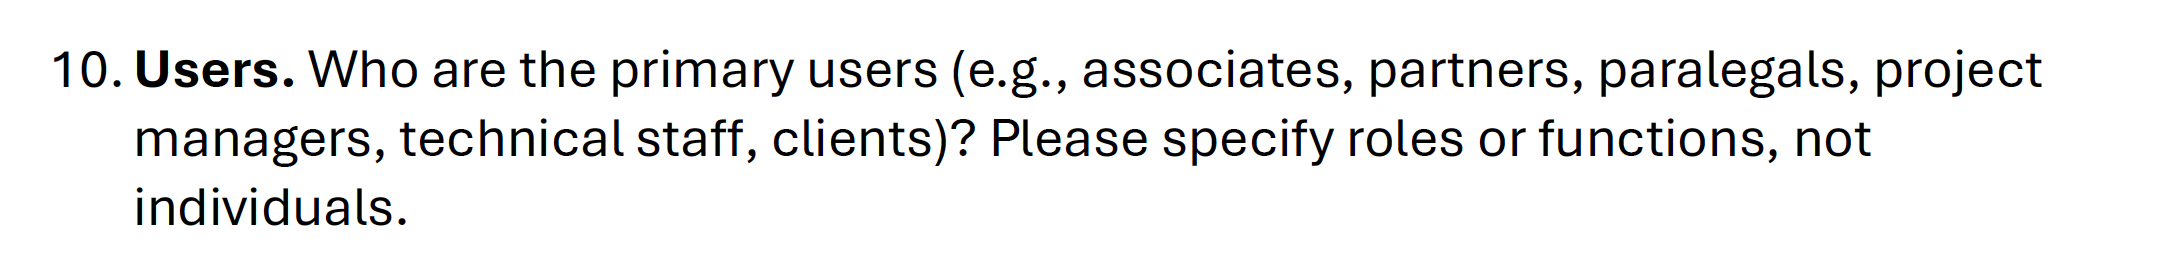 10. Users. Who are the primary users (e.g., associates, partners, paralegals, project
managers, technical staff, clients)? Please specify roles or functions, not
individuals.